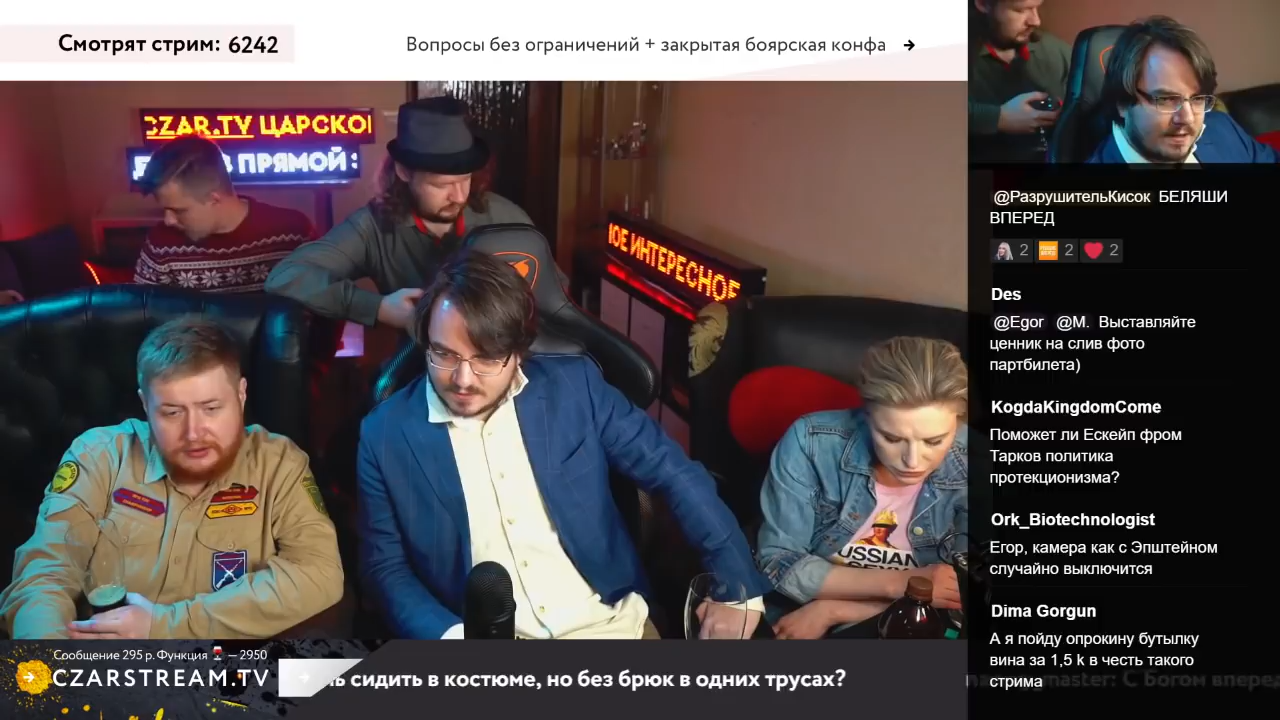 Смотрят стрим: 6242
Вопросы без ограничений + закрытая боярская конфа →
CZAR.TV ЦАРСКО
В ПРЯМОЙ
ИНТЕРЕСНОЕ
RUSSIAN
@РазрушительКисок БЕЛЯШИ
ВПЕРЕД
2 2 2
Des
@Egor @M. Выставляйте
ценник на слив фото
партбилета)
KogdaKingdomCome
Поможет ли Ескейп фром
Тарков политика
протекционизма?
Ork_Biotechnologist
Егор, камера как с Эпштейном
случайно выключится
Dima Gorgun
А я пойду опрокину бутылку
вина за 1,5 k в честь такого
стрима
Сообщение 295 р. Функция 🍷 — 2950
CZARSTREAM.TV
сидить в костюме, но без брюк в одних трусах?
master: С Богом вперед